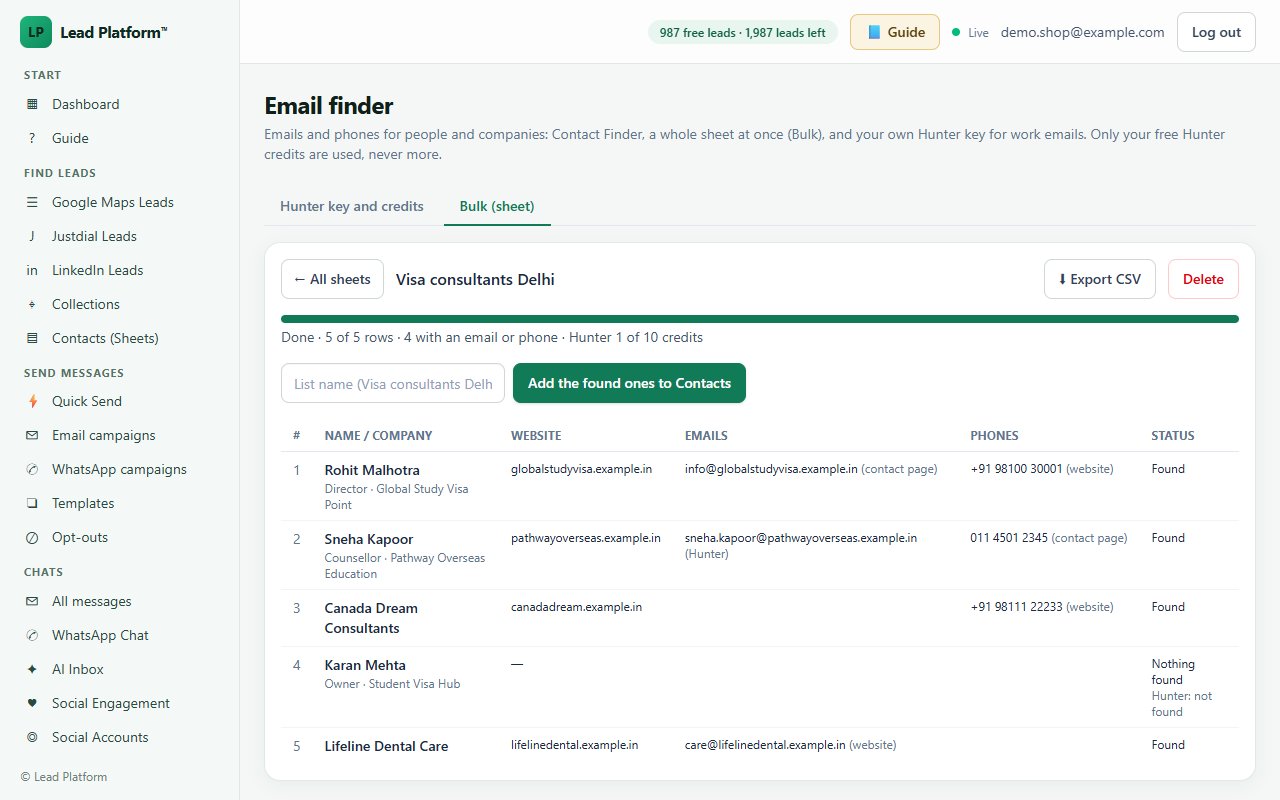 LP Lead Platform™
START
Dashboard
? Guide
FIND LEADS
Google Maps Leads
J Justdial Leads
in LinkedIn Leads
Collections
Contacts (Sheets)
SEND MESSAGES
Quick Send
Email campaigns
WhatsApp campaigns
Templates
Opt-outs
CHATS
All messages
WhatsApp Chat
AI Inbox
Social Engagement
Social Accounts
© Lead Platform
987 free leads · 1,987 leads left
Guide
Live
demo.shop@example.com
Log out
Email finder
Emails and phones for people and companies: Contact Finder, a whole sheet at once (Bulk), and your own Hunter key for work emails. Only your free Hunter
credits are used, never more.
Hunter key and credits
Bulk (sheet)
← All sheets
Visa consultants Delhi
⬇ Export CSV
Delete
Done · 5 of 5 rows · 4 with an email or phone · Hunter 1 of 10 credits
List name (Visa consultants Delh
Add the found ones to Contacts
# NAME / COMPANY WEBSITE EMAILS PHONES STATUS
1 Rohit Malhotra globalstudyvisa.example.in info@globalstudyvisa.example.in (contact page) +91 98100 30001 (website) Found
Director · Global Study Visa
Point
2 Sneha Kapoor pathwayoverseas.example.in sneha.kapoor@pathwayoverseas.example.in 011 4501 2345 (contact page) Found
Counsellor · Pathway Overseas (Hunter)
Education
3 Canada Dream canadadream.example.in +91 98111 22233 (website) Found
Consultants
4 Karan Mehta — Nothing
Owner · Student Visa Hub found
Hunter: not
found
5 Lifeline Dental Care lifelinedental.example.in care@lifelinedental.example.in (website) Found